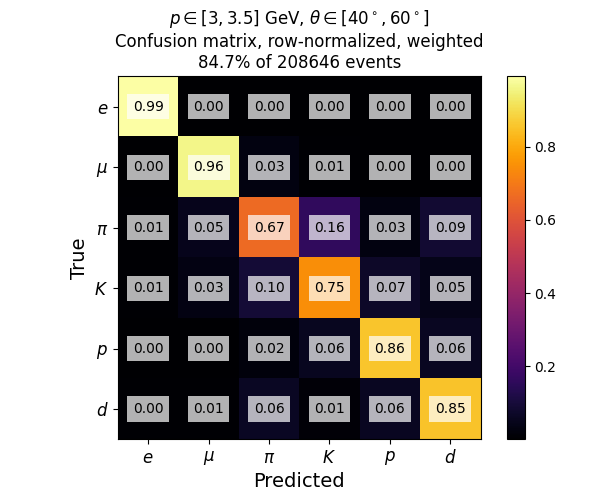 p ∈ [3, 3.5] GeV, θ ∈ [40°, 60°]
Confusion matrix, row-normalized, weighted
84.7% of 208646 events
True
e 0.99 0.00 0.00 0.00 0.00 0.00
μ 0.00 0.96 0.03 0.01 0.00 0.00
π 0.01 0.05 0.67 0.16 0.03 0.09
K 0.01 0.03 0.10 0.75 0.07 0.05
p 0.00 0.00 0.02 0.06 0.86 0.06
d 0.00 0.01 0.06 0.01 0.06 0.85
e μ π K p d
Predicted
0.8
0.6
0.4
0.2